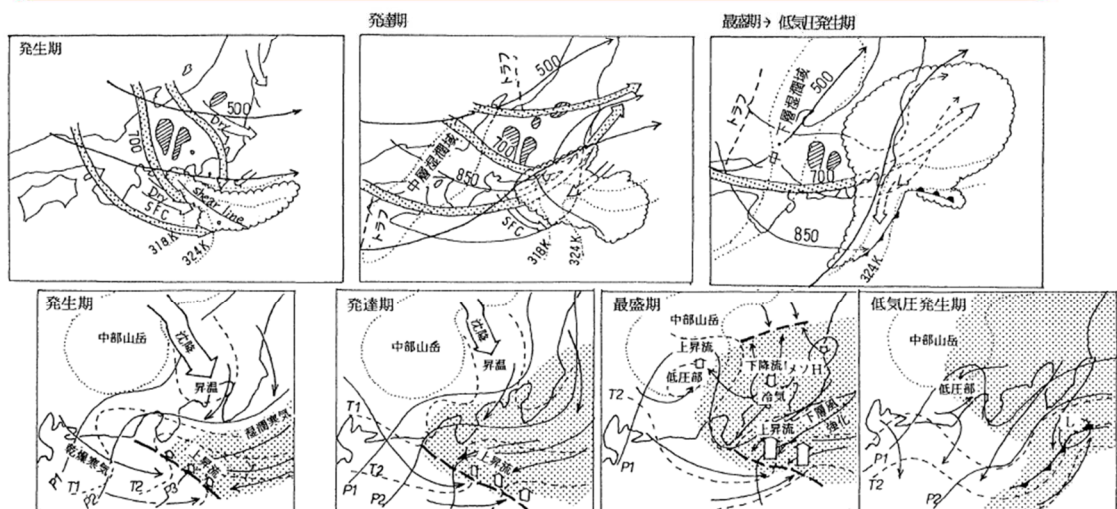 発達期
最盛期→低気圧発生期
発生期
500
Dry
700
Dry
SFC
shear line
318K
324K
トラフ
500
中層湿潤域
700
850
トラフ
SFC
318K
324K
トラフ
下層湿潤域
500
700
850
324K
発生期
中部山岳
沈降
昇温
湿潤寒気
乾燥寒気
上昇流
P1
T1
P2
T2
P3
発達期
中部山岳
沈降
昇温
T1
T2
P2
上昇流
最盛期
中部山岳
上昇流
下降流
メソH
低圧部
冷気
T2
下層風
強化
上昇流
P1
低気圧発生期
低圧部
L
P1
T2
P2